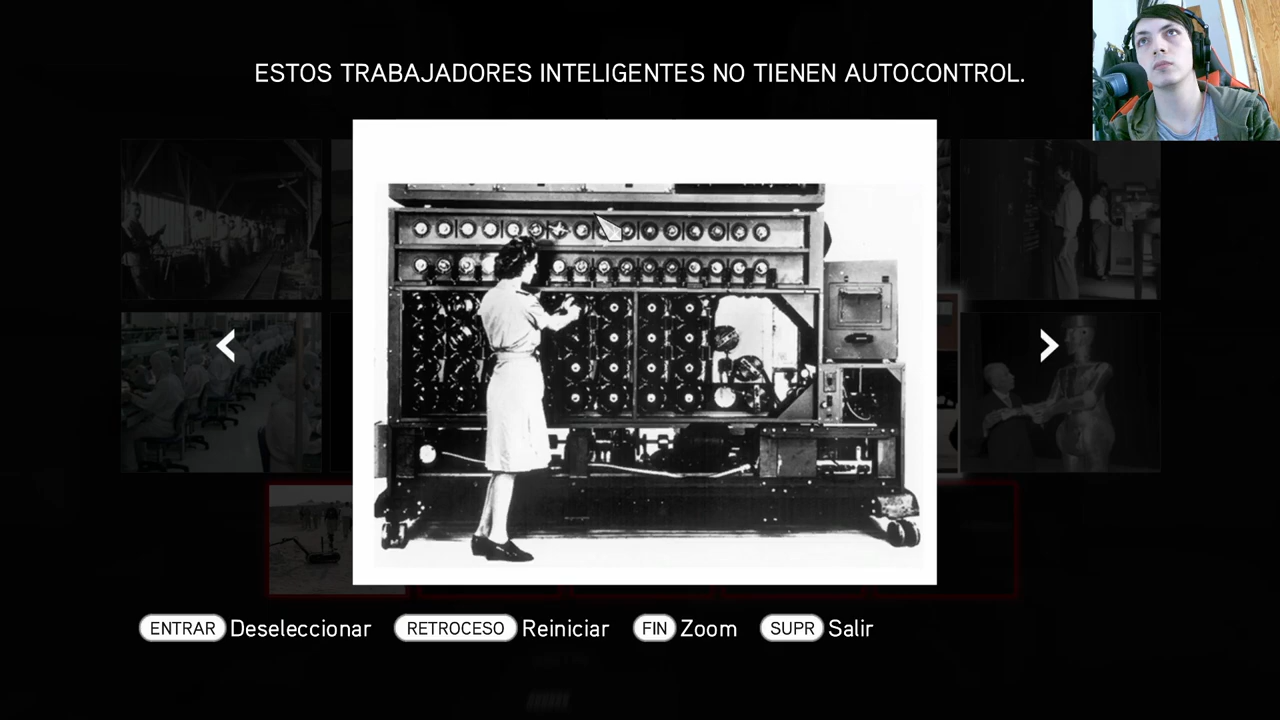 ESTOS TRABAJADORES INTELIGENTES NO TIENEN AUTOCONTROL.
ENTRAR Deseleccionar RETROCESO Reiniciar FIN Zoom SUPR Salir